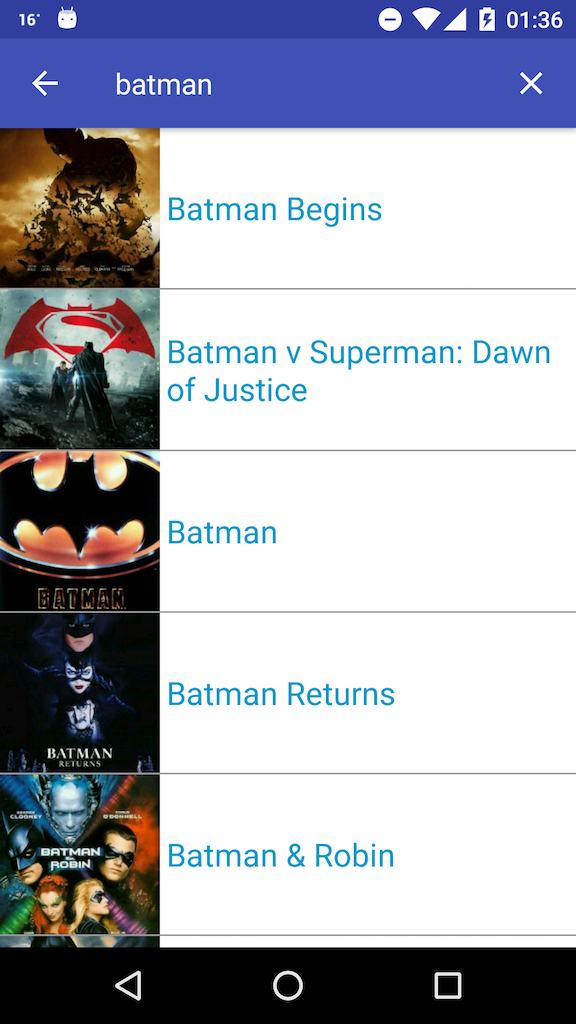 16°
01:36
batman
Batman Begins
Batman v Superman: Dawn
of Justice
BATMAN
Batman
BATMAN
RETURNS
Batman Returns
CLOONEY
O'DONNELL
BATMAN
&
ROBIN
Batman & Robin